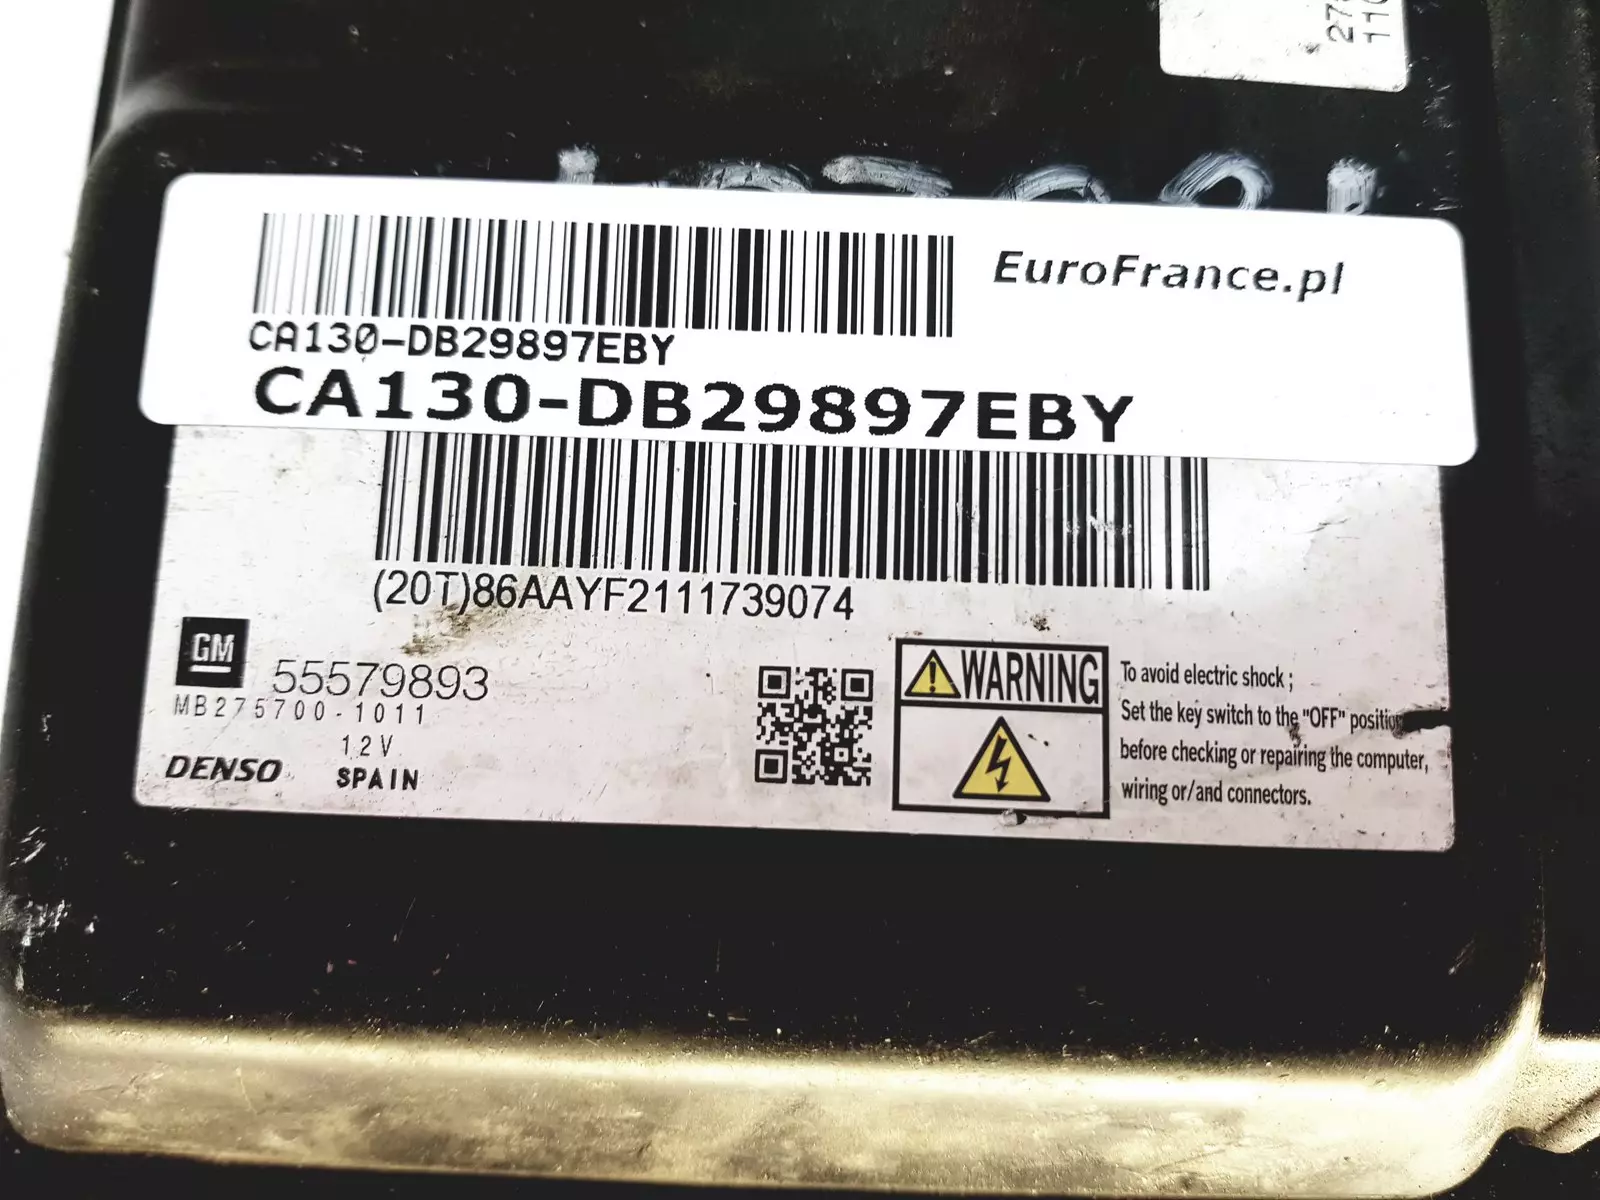 EuroFrance.pl
CA130-DB29897EBY
CA130-DB29897EBY
(20T)86AAYF2111739074
GM
55579893
MB275700-1011
12V
DENSO SPAIN
WARNING
To avoid electric shock ;
Set the key switch to the "OFF" position
before checking or repairing the computer,
wiring or/and connectors.